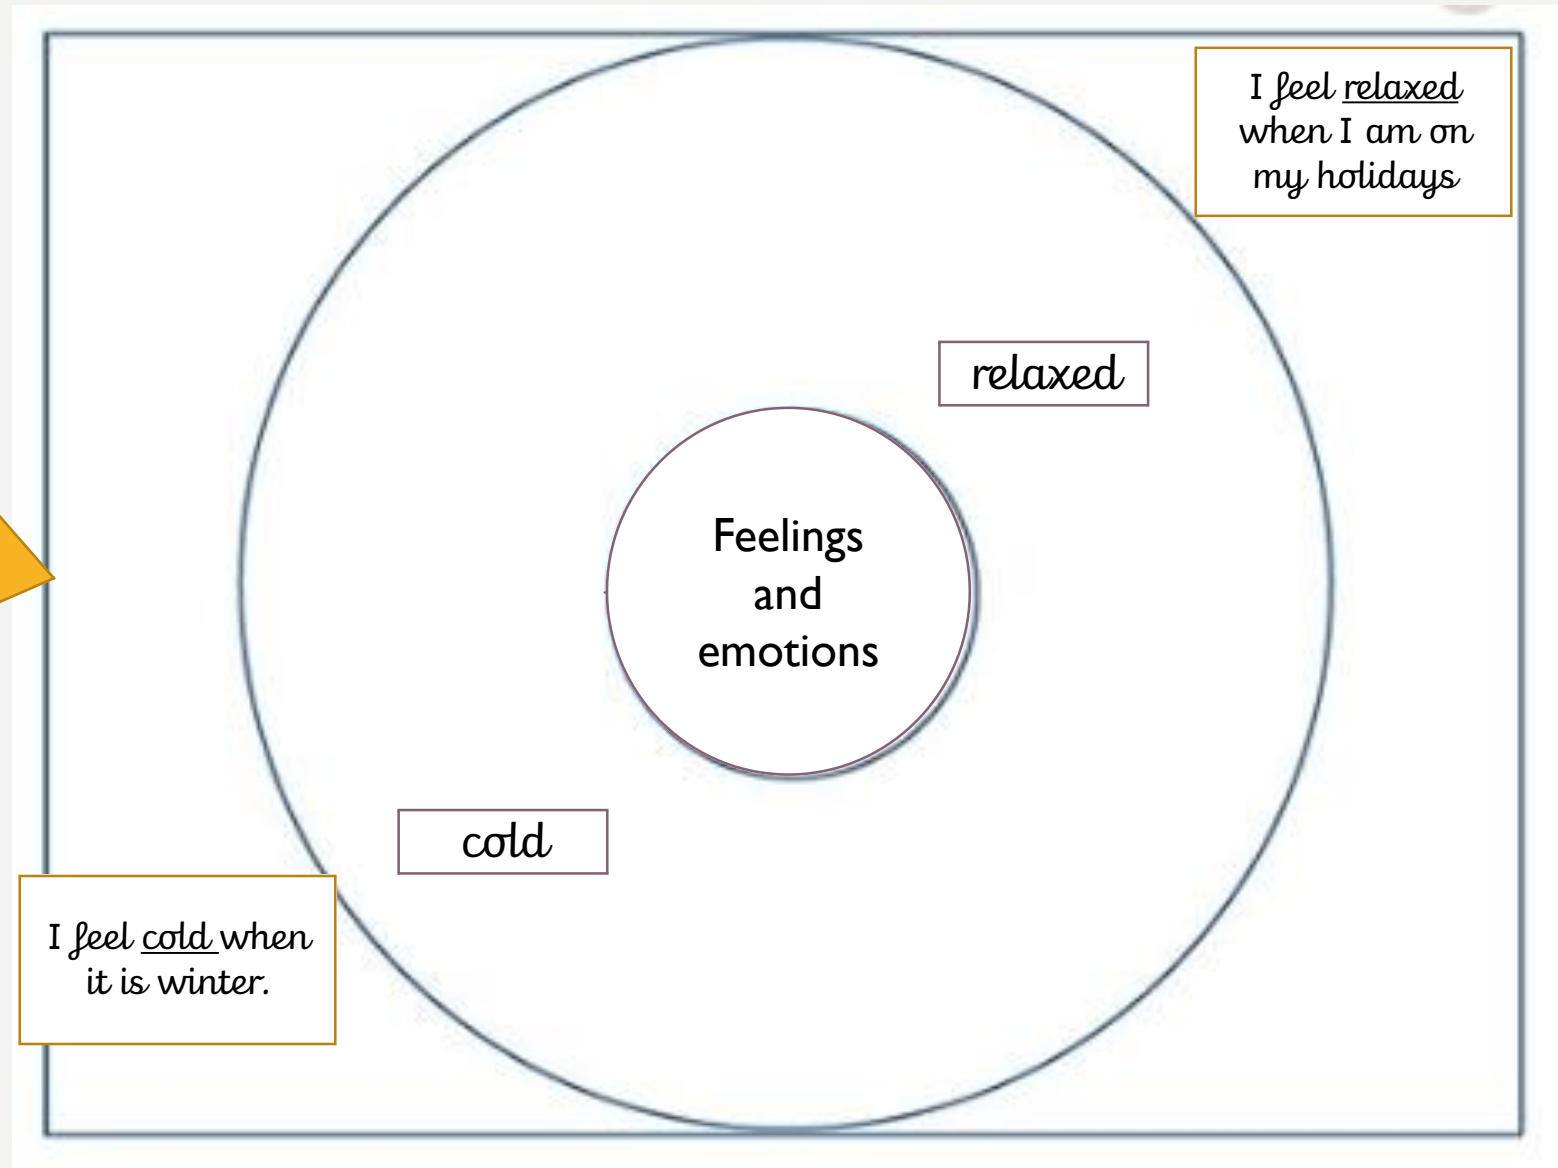 I feel relaxed
when I am on
my holidays
relaxed
Feelings
and
emotions
cold
I feel cold when
it is winter.